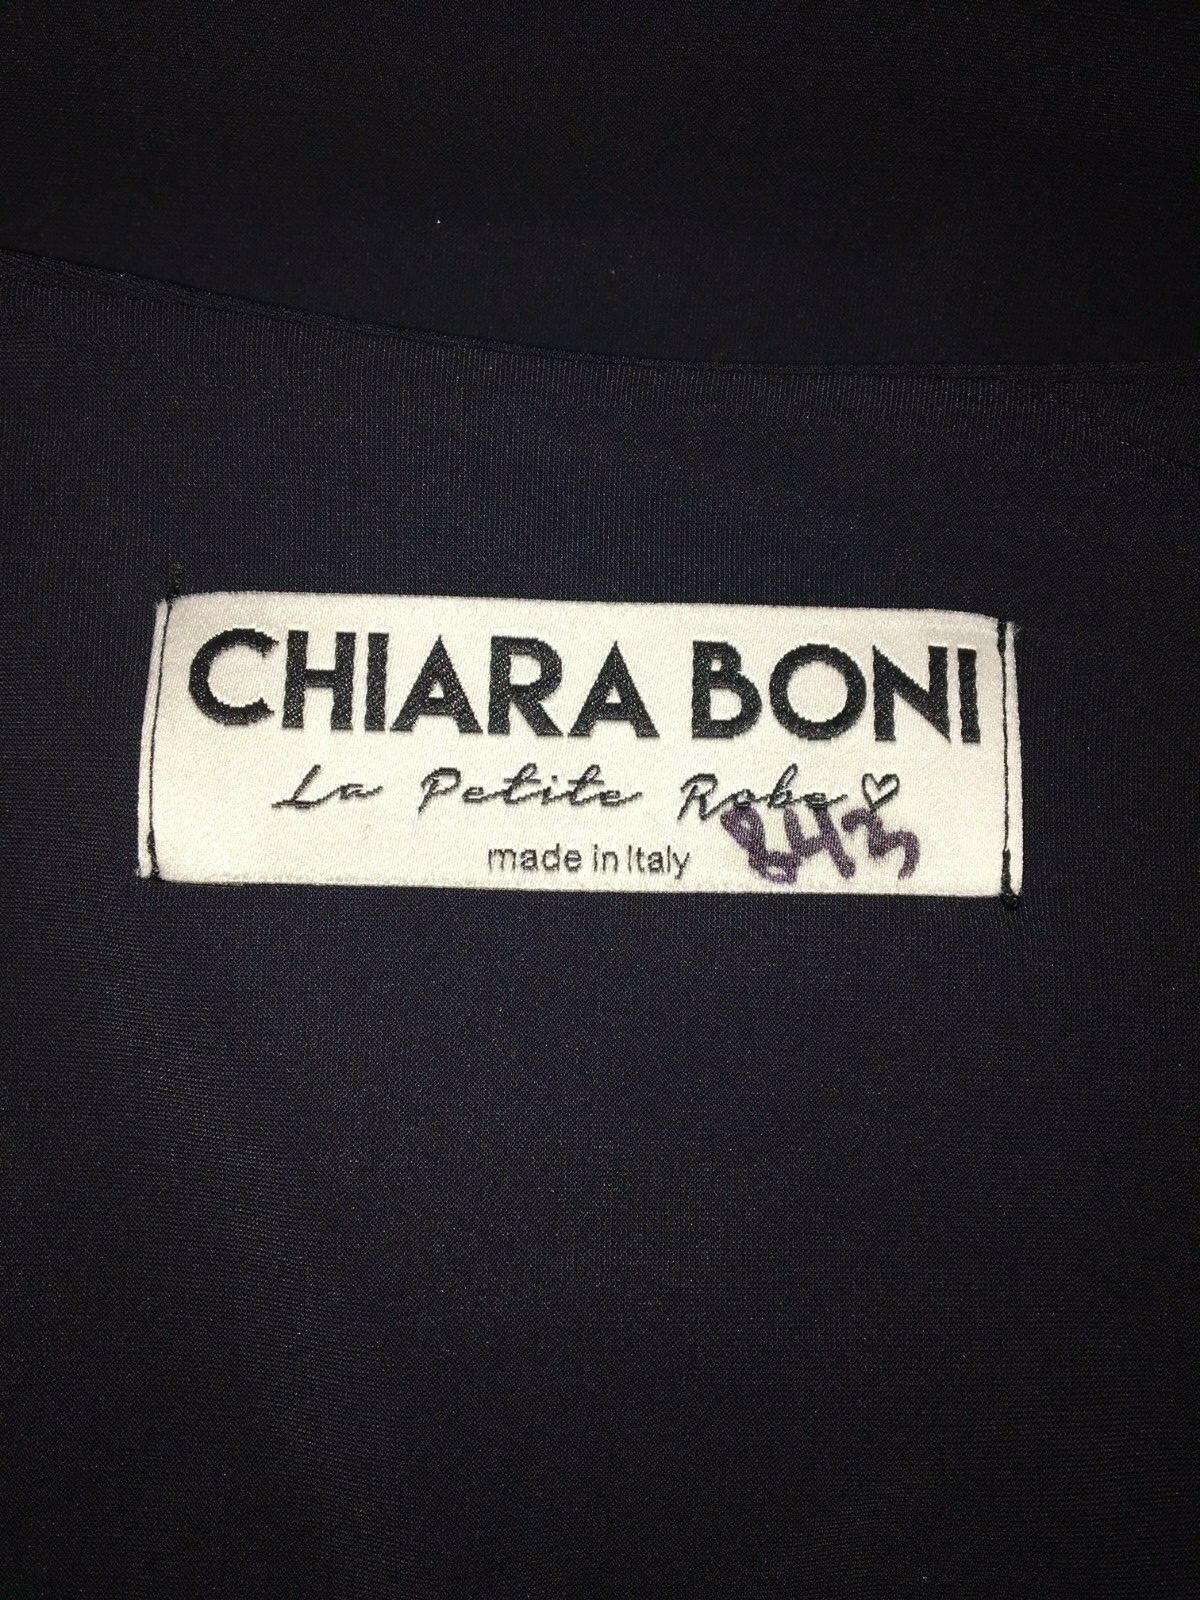 CHIARA BONI
La Petite Robe
made in Italy 843